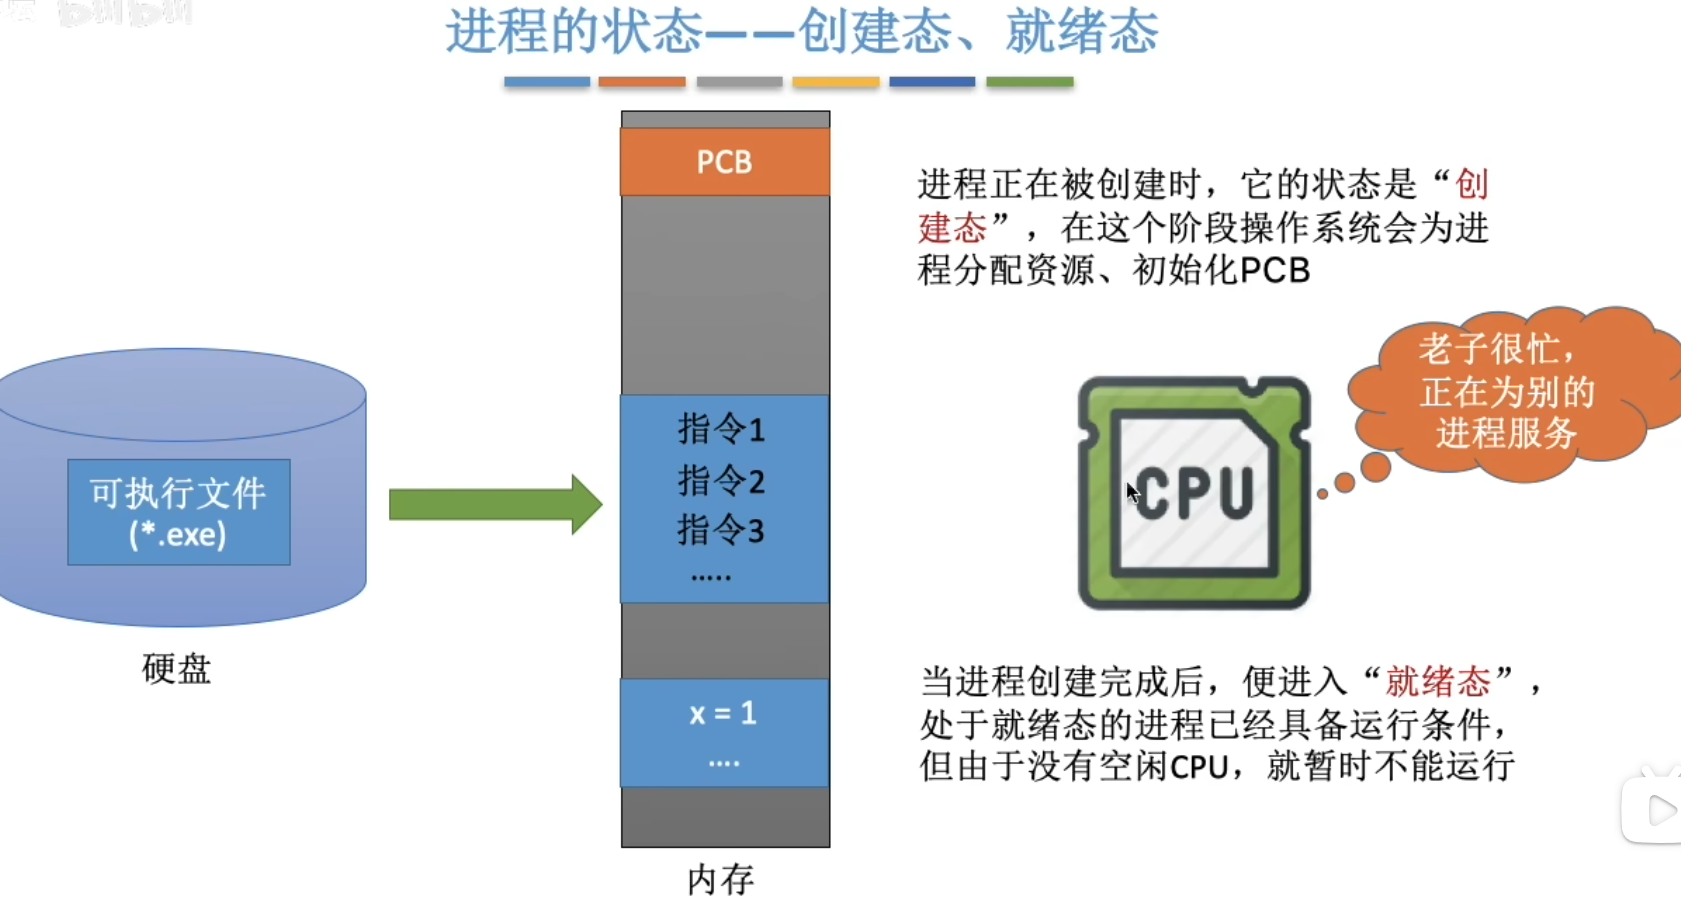 进程的状态——创建态、就绪态
PCB
进程正在被创建时，它的状态是“创
建态”，在这个阶段操作系统会为进
程分配资源、初始化PCB
老子很忙，
正在为别的
进程服务
指令1
指令2
指令3
.....
CPU
可执行文件
(*.exe)
硬盘
x = 1
....
当进程创建完成后，便进入“就绪态”，
处于就绪态的进程已经具备运行条件，
但由于没有空闲CPU，就暂时不能运行
内存